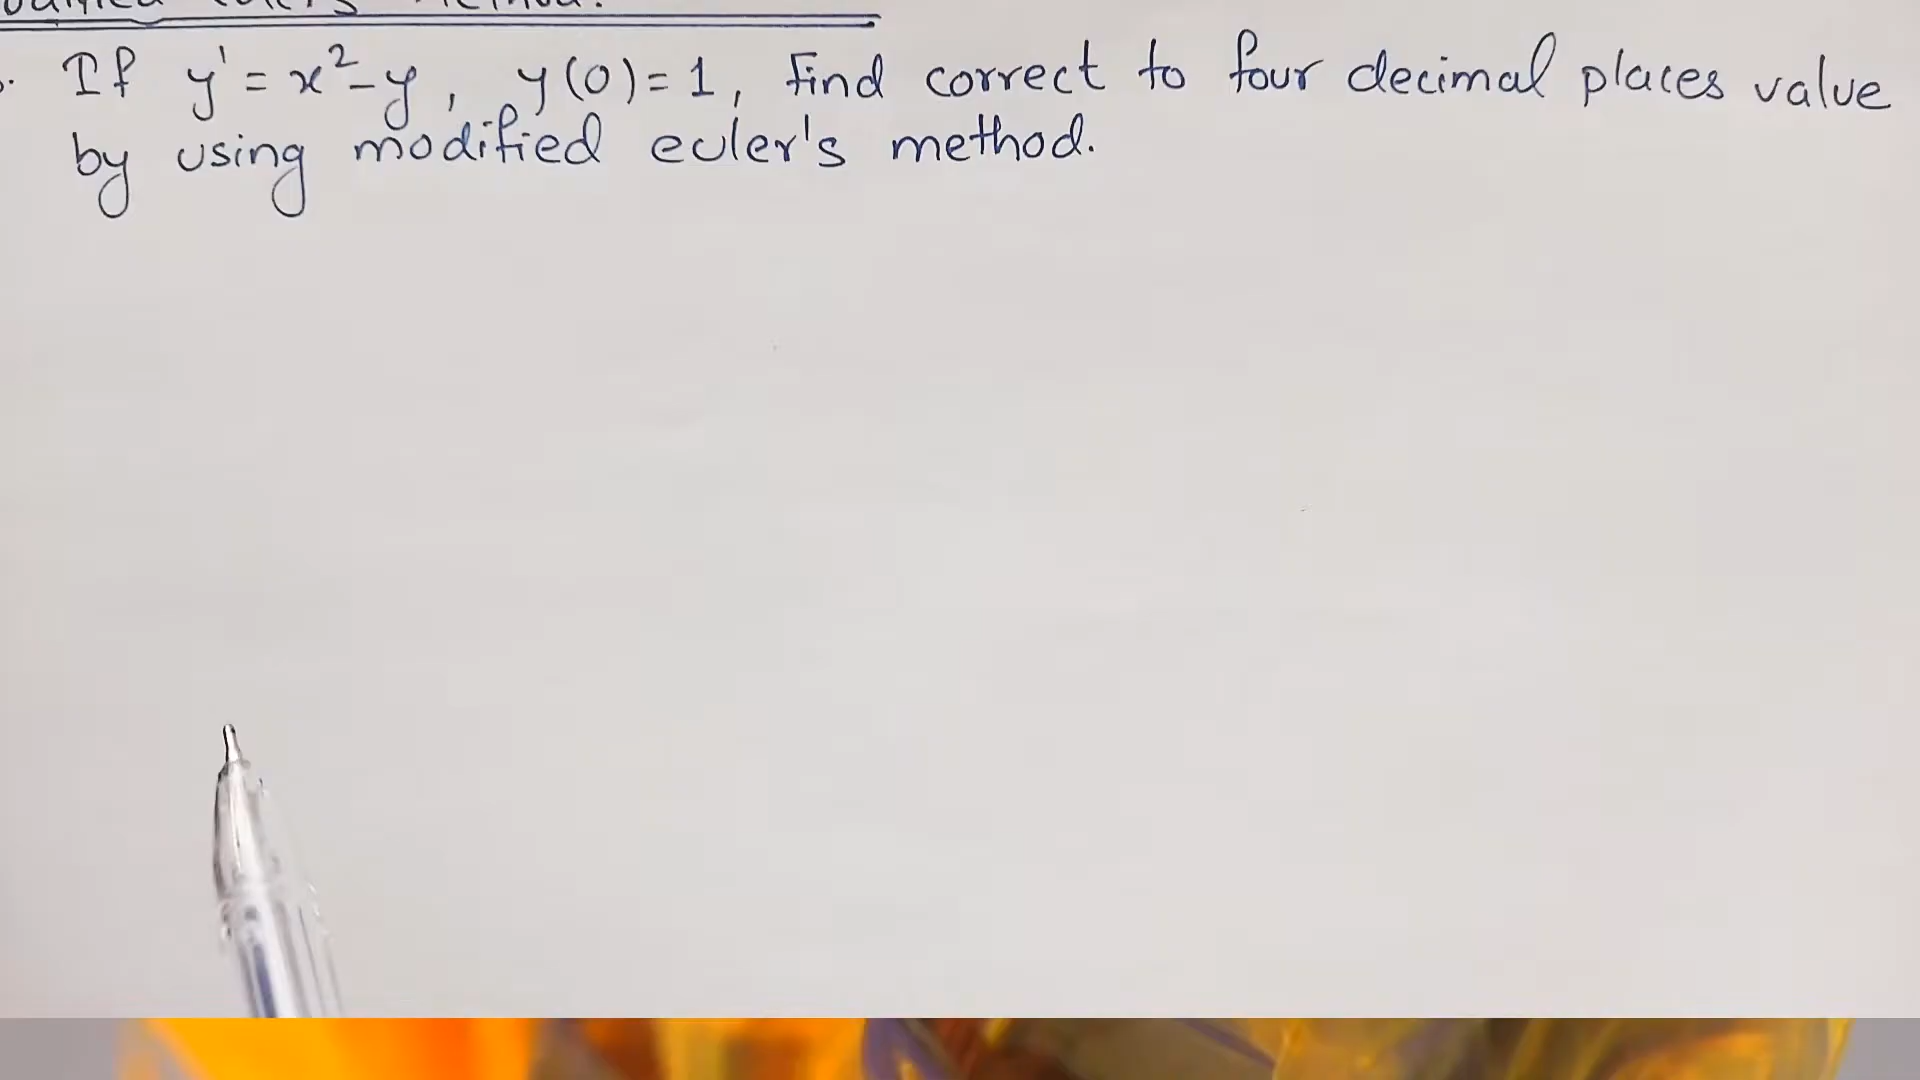 If y' = x² - y, y(0) = 1, Find correct to four decimal places value
by using modified euler's method.